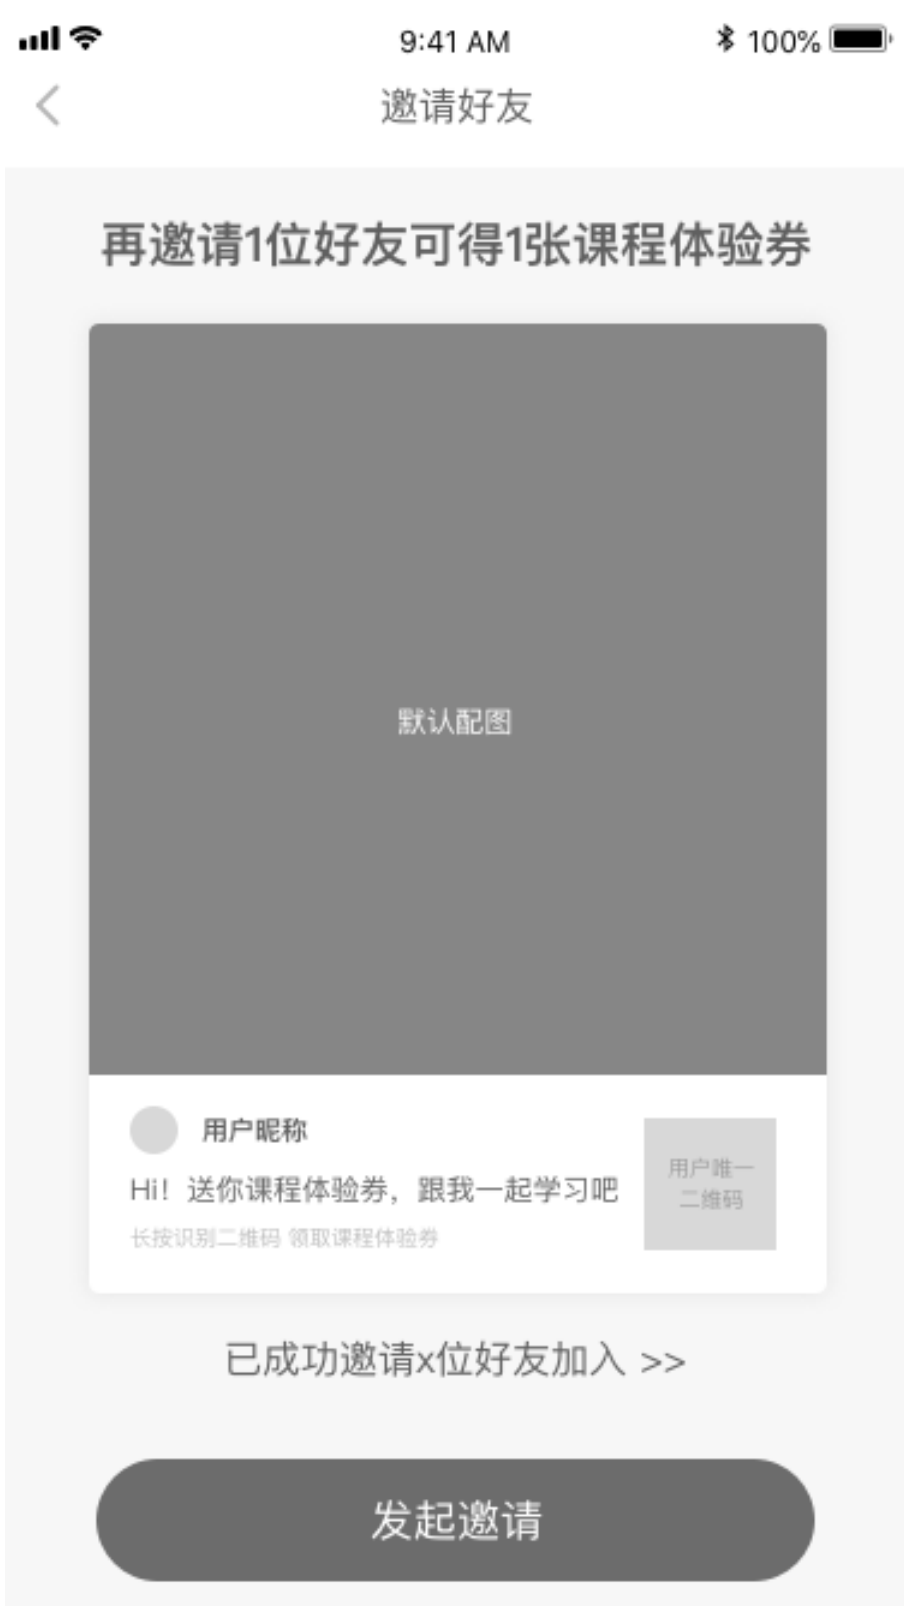 9:41 AM
100%
邀请好友
再邀请1位好友可得1张课程体验券
默认配图
用户昵称
Hi！送你课程体验券，跟我一起学习吧
长按识别二维码 领取课程体验券
用户唯一
二维码
已成功邀请x位好友加入 >>
发起邀请